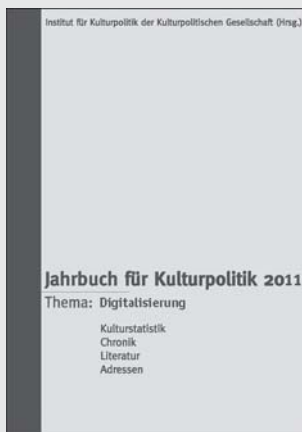 Institut für Kulturpolitik der Kulturpolitischen Gesellschaft (Hrsg.)
Jahrbuch für Kulturpolitik 2011
Thema: Digitalisierung
Kulturstatistik
Chronik
Literatur
Adressen